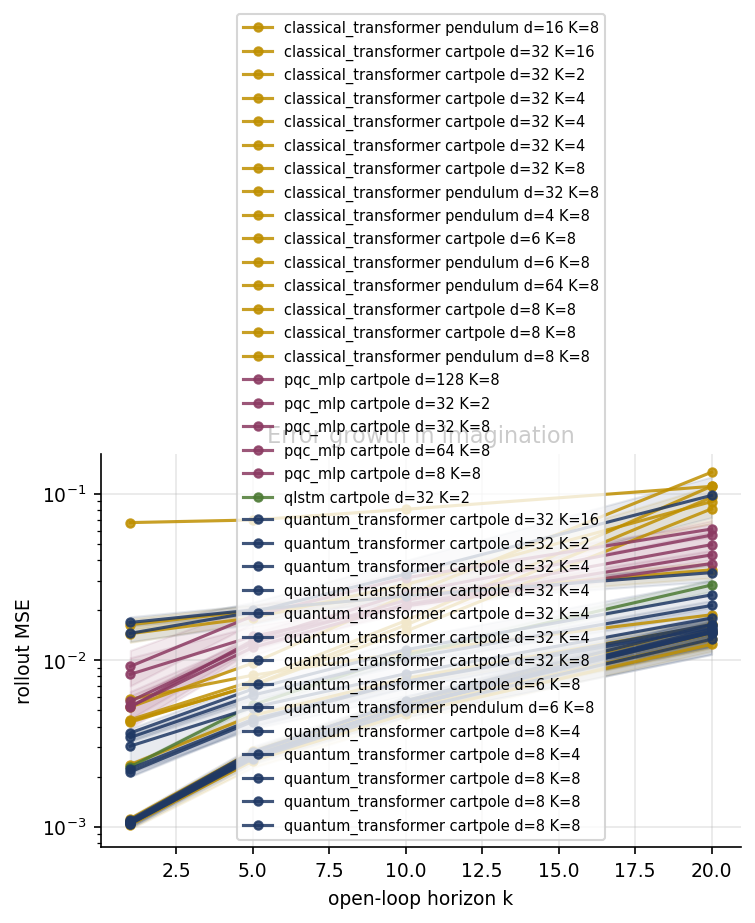 classical_transformer pendulum d=16 K=8
classical_transformer cartpole d=32 K=16
classical_transformer cartpole d=32 K=2
classical_transformer cartpole d=32 K=4
classical_transformer cartpole d=32 K=4
classical_transformer cartpole d=32 K=4
classical_transformer cartpole d=32 K=8
classical_transformer pendulum d=32 K=8
classical_transformer pendulum d=4 K=8
classical_transformer cartpole d=6 K=8
classical_transformer pendulum d=6 K=8
classical_transformer pendulum d=64 K=8
classical_transformer cartpole d=8 K=8
classical_transformer cartpole d=8 K=8
classical_transformer pendulum d=8 K=8
pqc_mlp cartpole d=128 K=8
pqc_mlp cartpole d=32 K=2
pqc_mlp cartpole d=32 K=8
Error growth in imagination
pqc_mlp cartpole d=64 K=8
pqc_mlp cartpole d=8 K=8
qlstm cartpole d=32 K=2
quantum_transformer cartpole d=32 K=16
quantum_transformer cartpole d=32 K=2
quantum_transformer cartpole d=32 K=4
quantum_transformer cartpole d=32 K=4
quantum_transformer cartpole d=32 K=4
quantum_transformer cartpole d=32 K=4
quantum_transformer cartpole d=32 K=8
quantum_transformer cartpole d=6 K=8
quantum_transformer pendulum d=6 K=8
quantum_transformer cartpole d=8 K=4
quantum_transformer cartpole d=8 K=4
quantum_transformer cartpole d=8 K=8
quantum_transformer cartpole d=8 K=8
quantum_transformer cartpole d=8 K=8
rollout MSE
10⁻¹
10⁻²
10⁻³
2.5 5.0 7.5 10.0 12.5 15.0 17.5 20.0
open-loop horizon k